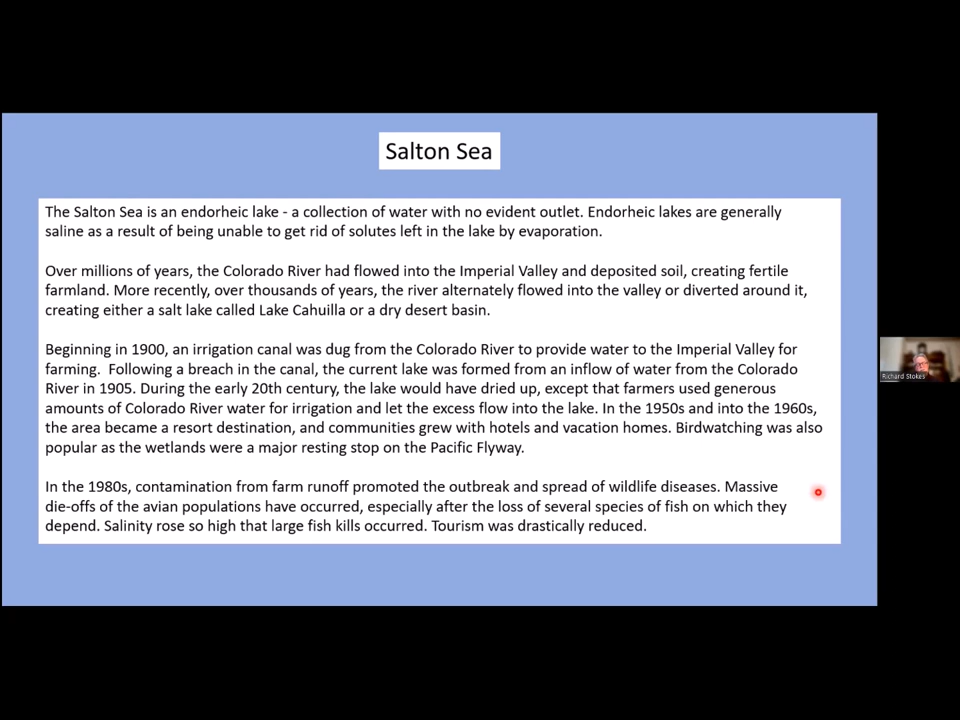 Salton Sea
The Salton Sea is an endorheic lake - a collection of water with no evident outlet. Endorheic lakes are generally
saline as a result of being unable to get rid of solutes left in the lake by evaporation.
Over millions of years, the Colorado River had flowed into the Imperial Valley and deposited soil, creating fertile
farmland. More recently, over thousands of years, the river alternately flowed into the valley or diverted around it,
creating either a salt lake called Lake Cahuilla or a dry desert basin.
Beginning in 1900, an irrigation canal was dug from the Colorado River to provide water to the Imperial Valley for
farming.  Following a breach in the canal, the current lake was formed from an inflow of water from the Colorado
River in 1905. During the early 20th century, the lake would have dried up, except that farmers used generous
amounts of Colorado River water for irrigation and let the excess flow into the lake. In the 1950s and into the 1960s,
the area became a resort destination, and communities grew with hotels and vacation homes. Birdwatching was also
popular as the wetlands were a major resting stop on the Pacific Flyway.
In the 1980s, contamination from farm runoff promoted the outbreak and spread of wildlife diseases. Massive
die-offs of the avian populations have occurred, especially after the loss of several species of fish on which they
depend. Salinity rose so high that large fish kills occurred. Tourism was drastically reduced.
Richard Stokes